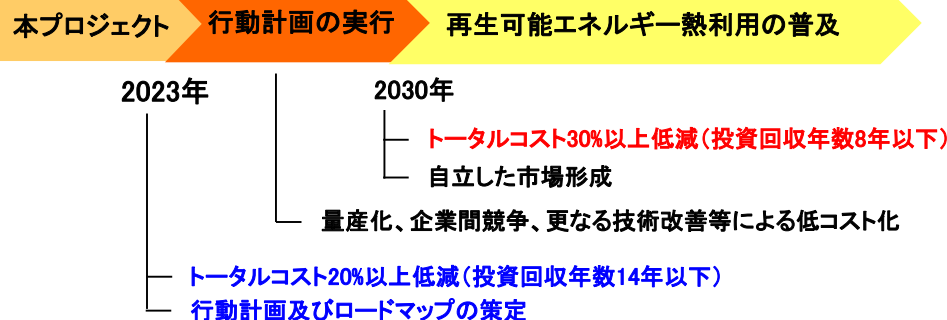 本プロジェクト
行動計画の実行
再生可能エネルギー熱利用の普及
2023年
2030年
トータルコスト30%以上低減(投資回収年数8年以下)
自立した市場形成
量産化、企業間競争、更なる技術改善等による低コスト化
トータルコスト20%以上低減(投資回収年数14年以下)
行動計画及びロードマップの策定